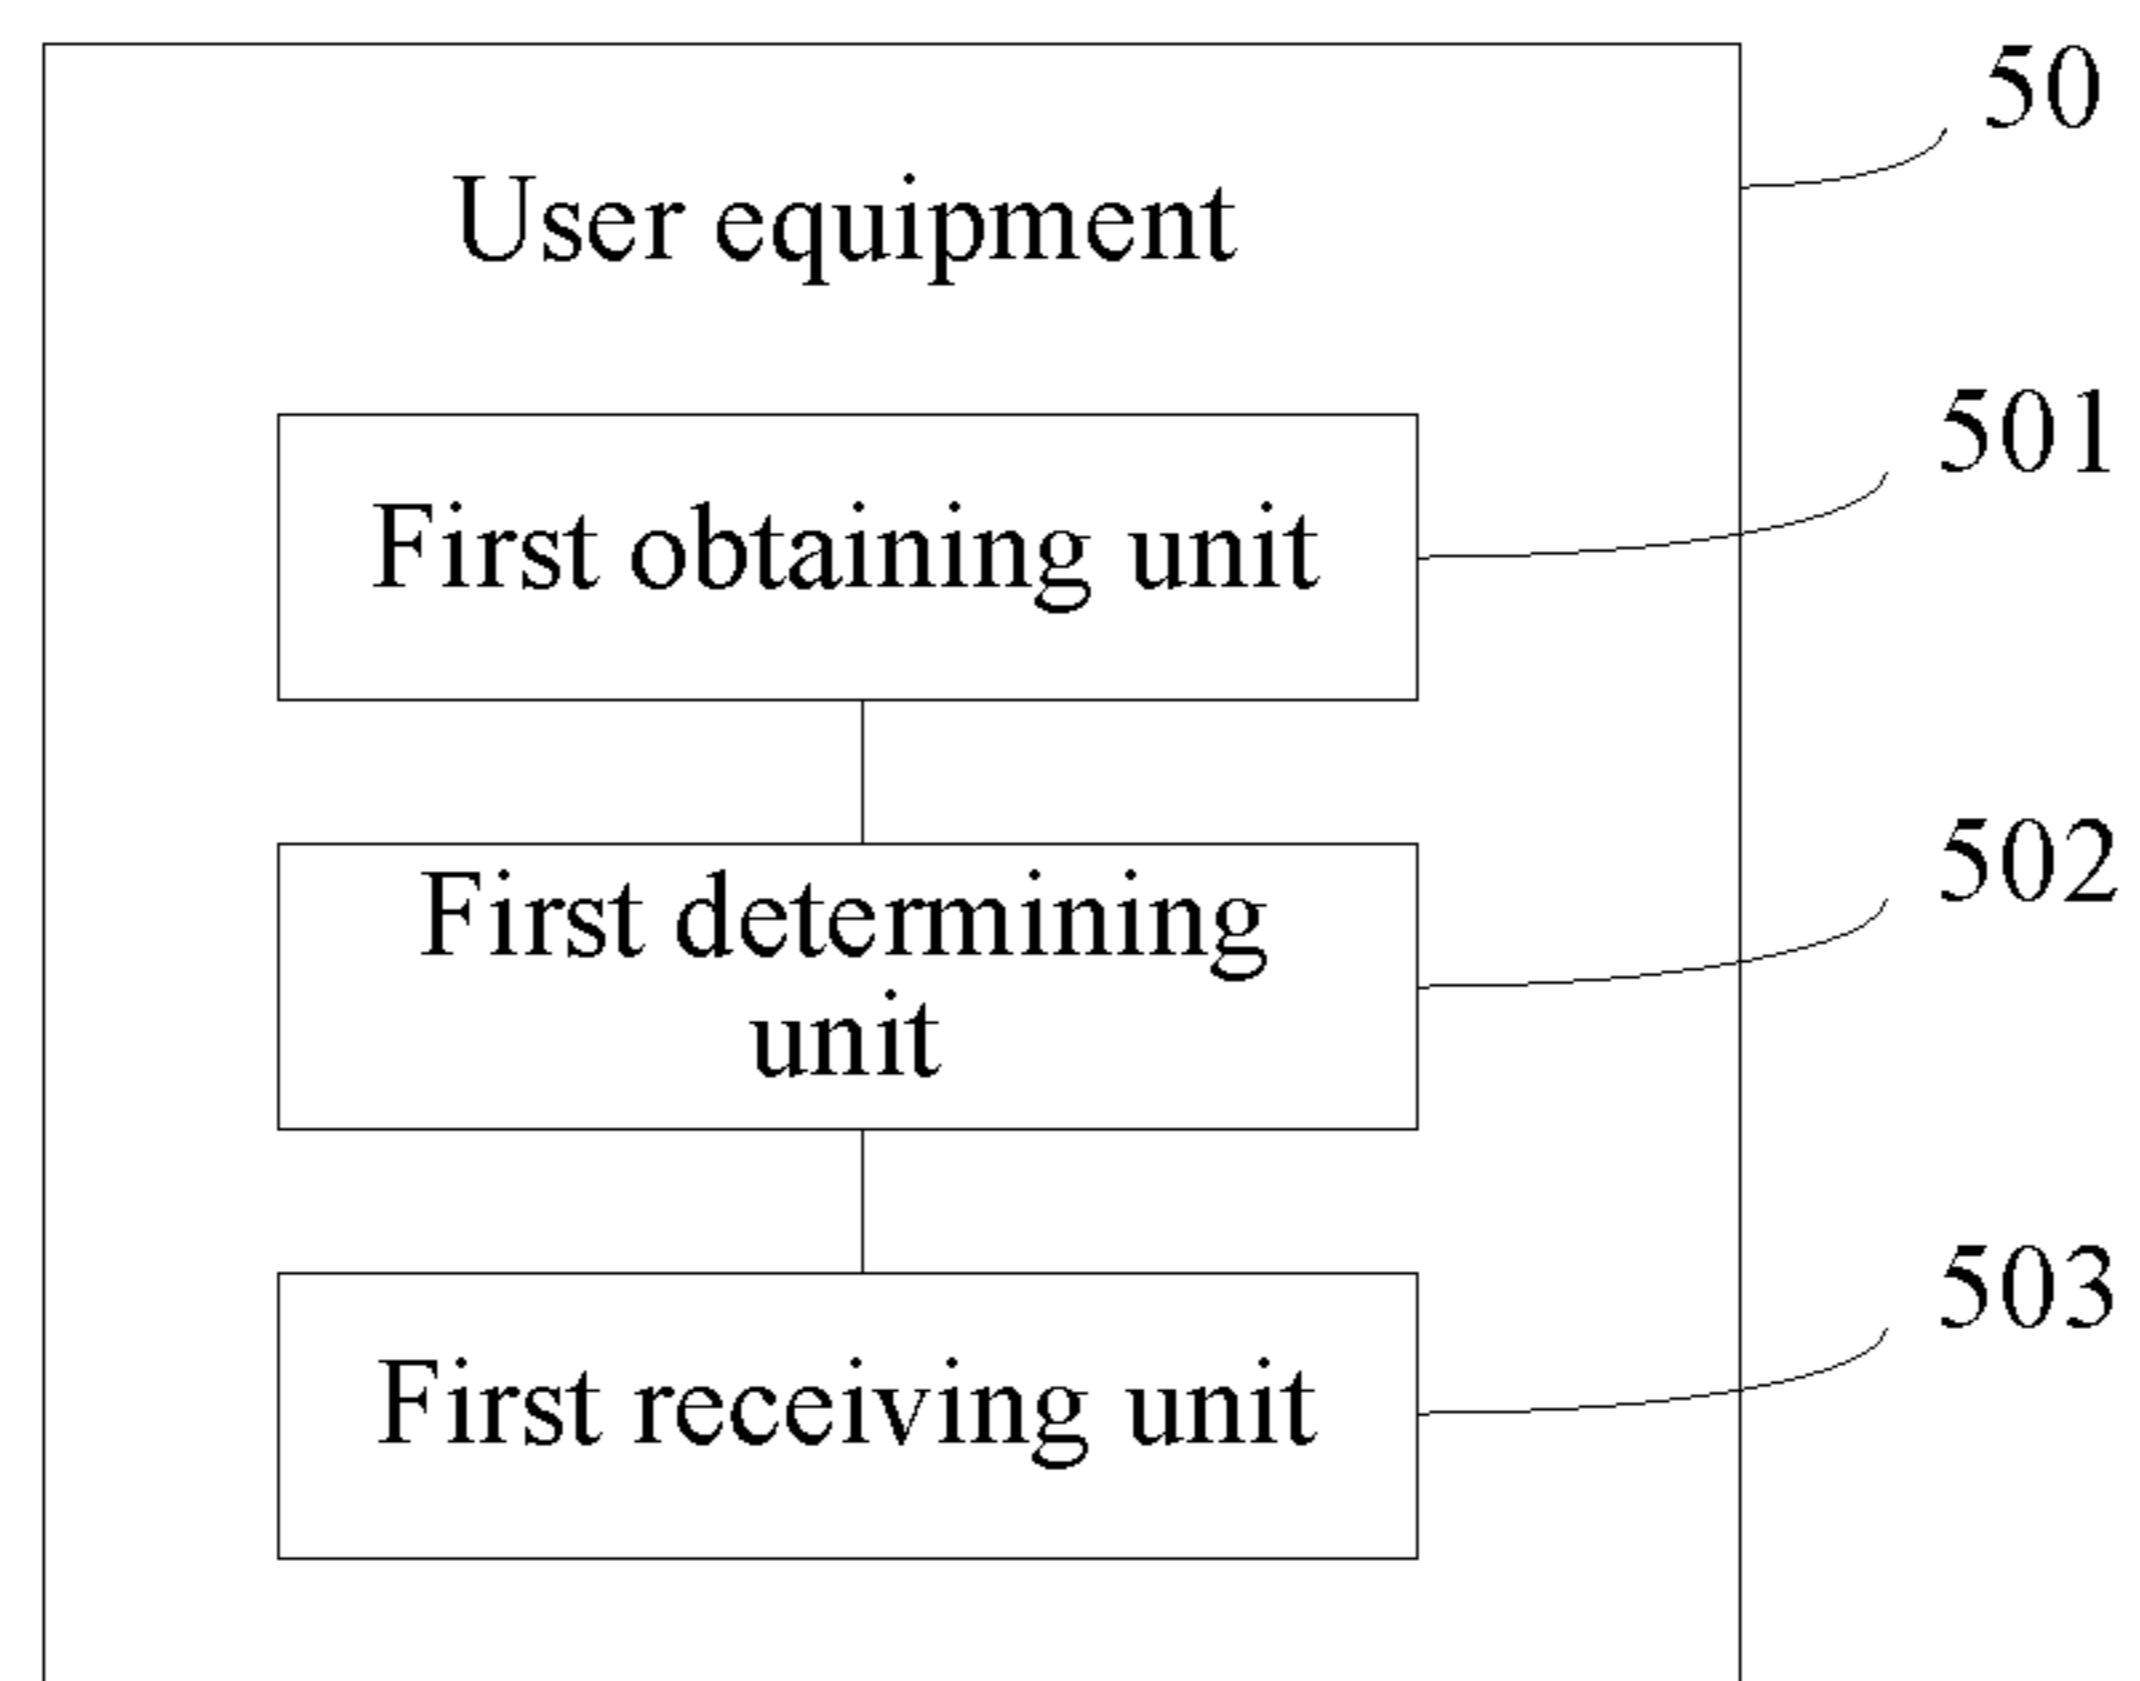 50
User equipment
501
First obtaining unit
502
First determining
unit
503
First receiving unit